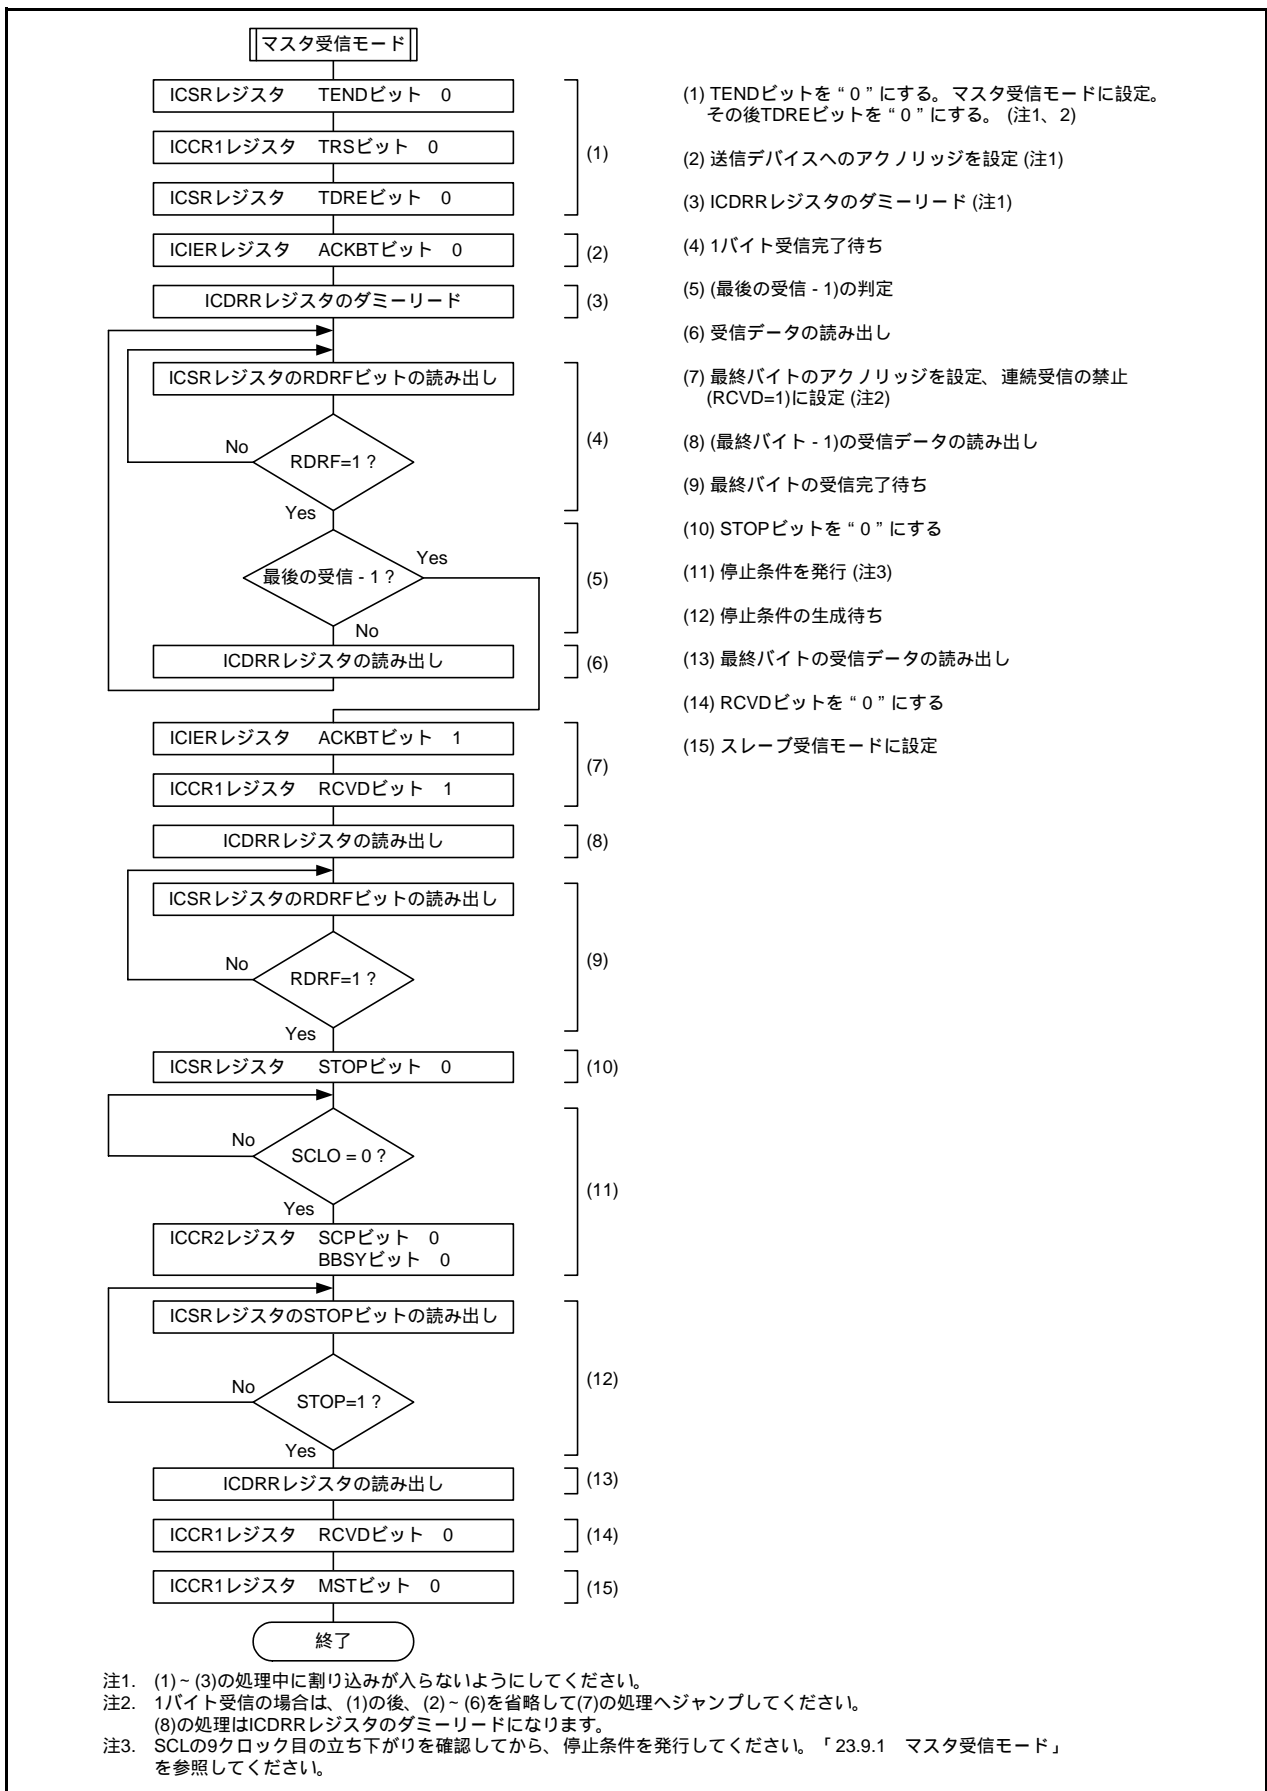 マスタ受信モード
ICSRレジスタ TENDビット 0
ICCR1レジスタ TRSビット 0
ICSRレジスタ TDREビット 0
(1)
ICIERレジスタ ACKBTビット 0
(2)
ICDRRレジスタのダミーリード
(3)
ICSRレジスタのRDRFビットの読み出し
No
RDRF=1 ?
(4)
Yes
最後の受信 - 1 ?
Yes
(5)
No
ICDRRレジスタの読み出し
(6)
ICIERレジスタ ACKBTビット 1
ICCR1レジスタ RCVDビット 1
(7)
ICDRRレジスタの読み出し
(8)
ICSRレジスタのRDRFビットの読み出し
No
RDRF=1 ?
(9)
Yes
ICSRレジスタ STOPビット 0
(10)
No
SCLO = 0 ?
(11)
Yes
ICCR2レジスタ SCPビット 0
BBSYビット 0
ICSRレジスタのSTOPビットの読み出し
No
STOP=1 ?
(12)
Yes
ICDRRレジスタの読み出し
(13)
ICCR1レジスタ RCVDビット 0
(14)
ICCR1レジスタ MSTビット 0
(15)
終了
(1) TENDビットを “ 0 ” にする。マスタ受信モードに設定。
その後TDREビットを “ 0 ” にする。 (注1、2)
(2) 送信デバイスへのアクノリッジを設定 (注1)
(3) ICDRRレジスタのダミーリード (注1)
(4) 1バイト受信完了待ち
(5) (最後の受信 - 1)の判定
(6) 受信データの読み出し
(7) 最終バイトのアクノリッジを設定、連続受信の禁止
(RCVD=1)に設定 (注2)
(8) (最終バイト - 1)の受信データの読み出し
(9) 最終バイトの受信完了待ち
(10) STOPビットを “ 0 ” にする
(11) 停止条件を発行 (注3)
(12) 停止条件の生成待ち
(13) 最終バイトの受信データの読み出し
(14) RCVDビットを “ 0 ” にする
(15) スレーブ受信モードに設定
注1. (1) ~ (3)の処理中に割り込みが入らないようにしてください。
注2. 1バイト受信の場合は、(1)の後、(2) ~ (6)を省略して(7)の処理へジャンプしてください。
(8)の処理はICDRRレジスタのダミーリードになります。
注3. SCLの9クロック目の立ち下がりを確認してから、停止条件を発行してください。「 23.9.1 マスタ受信モード」
を参照してください。